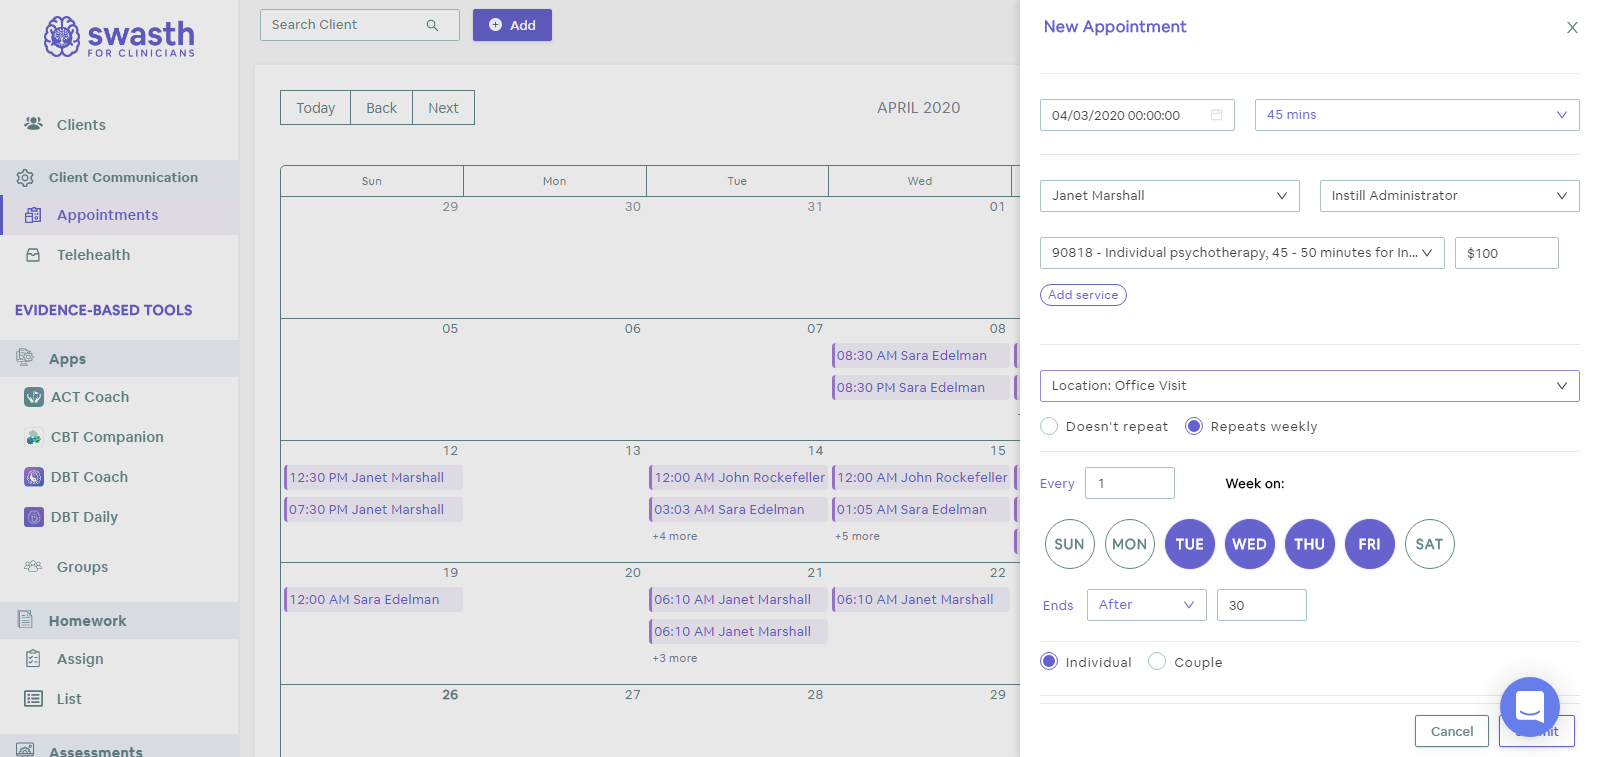 swasth
FOR CLINICIANS
Clients
Client Communication
Appointments
Telehealth
EVIDENCE-BASED TOOLS
Apps
ACT Coach
CBT Companion
DBT Coach
DBT Daily
Groups
Homework
Assign
List
Assessments
Search Client
Add
Today Back Next
APRIL 2020
Sun Mon Tue Wed
29 30 31 01
05 06 07 08
08:30 AM Sara Edelman
08:30 PM Sara Edelman
12 13 14 15
12:30 PM Janet Marshall 12:00 AM John Rockefeller 12:00 AM John Rockefeller
07:30 PM Janet Marshall 03:03 AM Sara Edelman 01:05 AM Sara Edelman
+4 more +5 more
19 20 21 22
12:00 AM Sara Edelman 06:10 AM Janet Marshall 06:10 AM Janet Marshall
06:10 AM Janet Marshall
+3 more
26 27 28 29
New Appointment
04/03/2020 00:00:00 45 mins
Janet Marshall Instill Administrator
90818 - Individual psychotherapy, 45 - 50 minutes for In... $100
Add service
Location: Office Visit
Doesn't repeat Repeats weekly
Every 1 Week on:
SUN MON TUE WED THU FRI SAT
Ends After 30
Individual Couple
Cancel